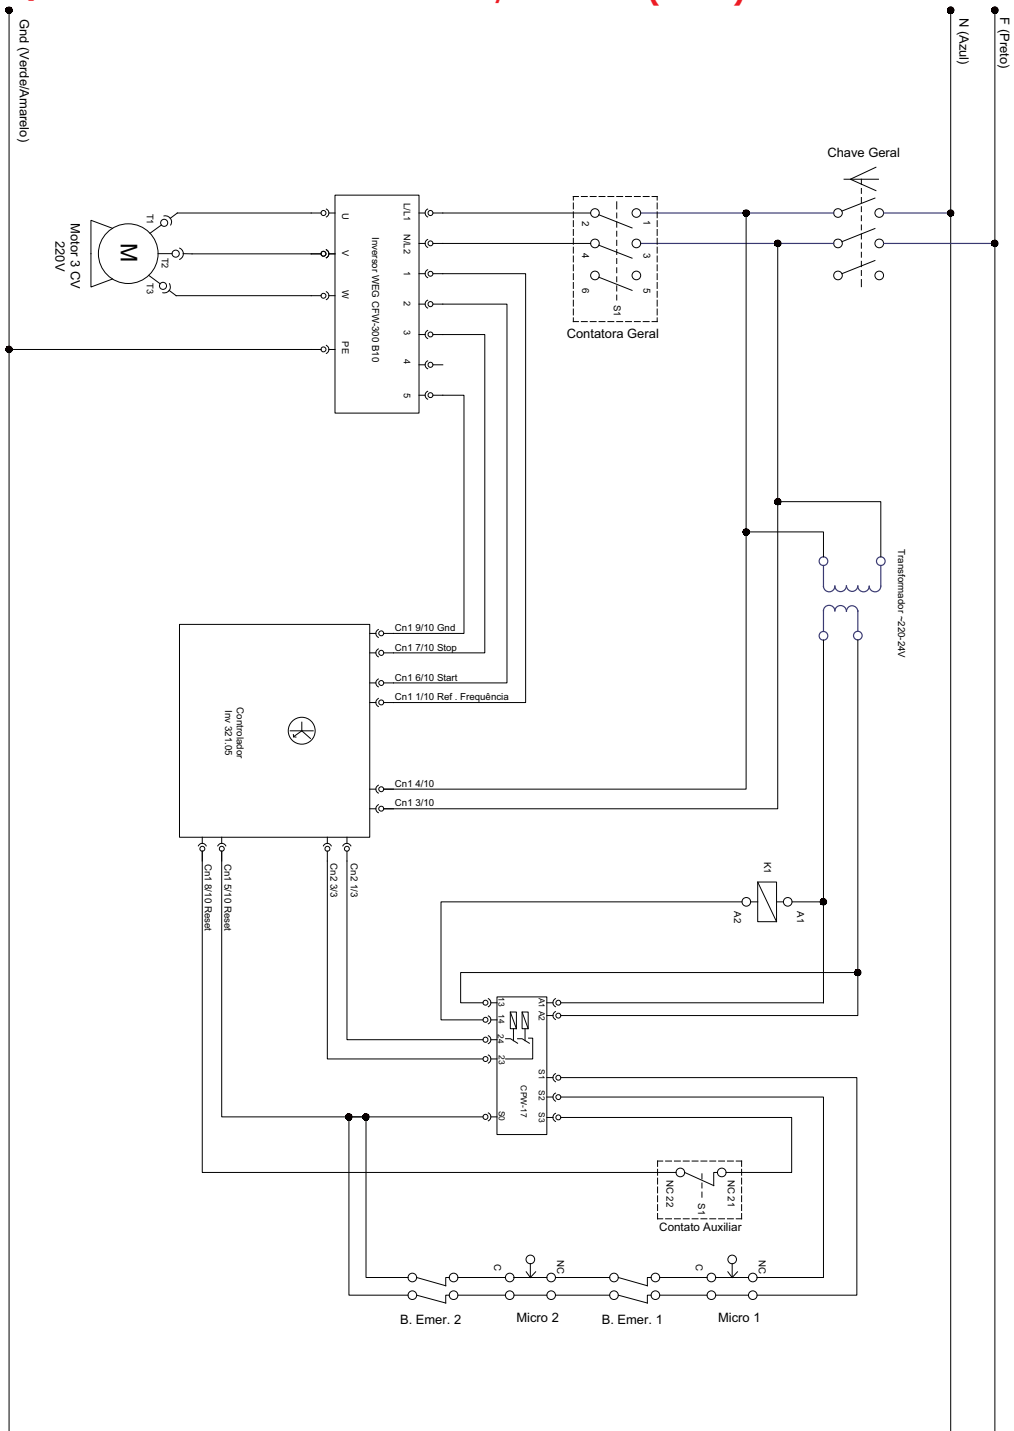 Gnd (Verde/Amarelo)
N (Azul)
F (Preto)
Chave Geral
L/L1
N/L2
1
2
3
4
5
U
V
W
PE
Inversor WEG CFW-300 B10
T1
T2
T3
M
Motor 3 CV
220V
2
4
6
1
3
5
S1
Contatora Geral
Transformador ~220-24V
Cn1 9/10 Gnd
Cn1 7/10 Stop
Cn1 6/10 Start
Cn1 1/10 Ref . Frequência
Cn1 4/10
Cn1 3/10
Controlador
Inv 321.05
Cn1 8/10 Reset
Cn1 5/10 Reset
Cn2 3/3
Cn2 1/3
K1
A2
A1
13
14
24
23
S0
A1
A2
S1
S2
S3
CPW-17
NC 22
NC 21
S1
Contato Auxiliar
C
NC
C
NC
B. Emer. 2
Micro 2
B. Emer. 1
Micro 1